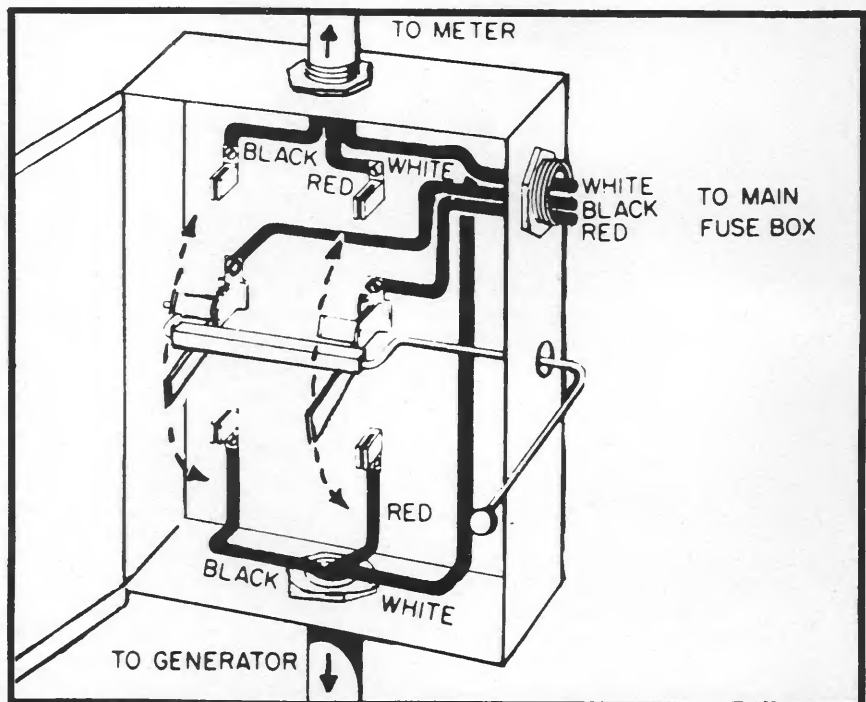 TO METER
BLACK
WHITE
RED
WHITE
BLACK
RED
TO MAIN
FUSE BOX
RED
BLACK
WHITE
TO GENERATOR